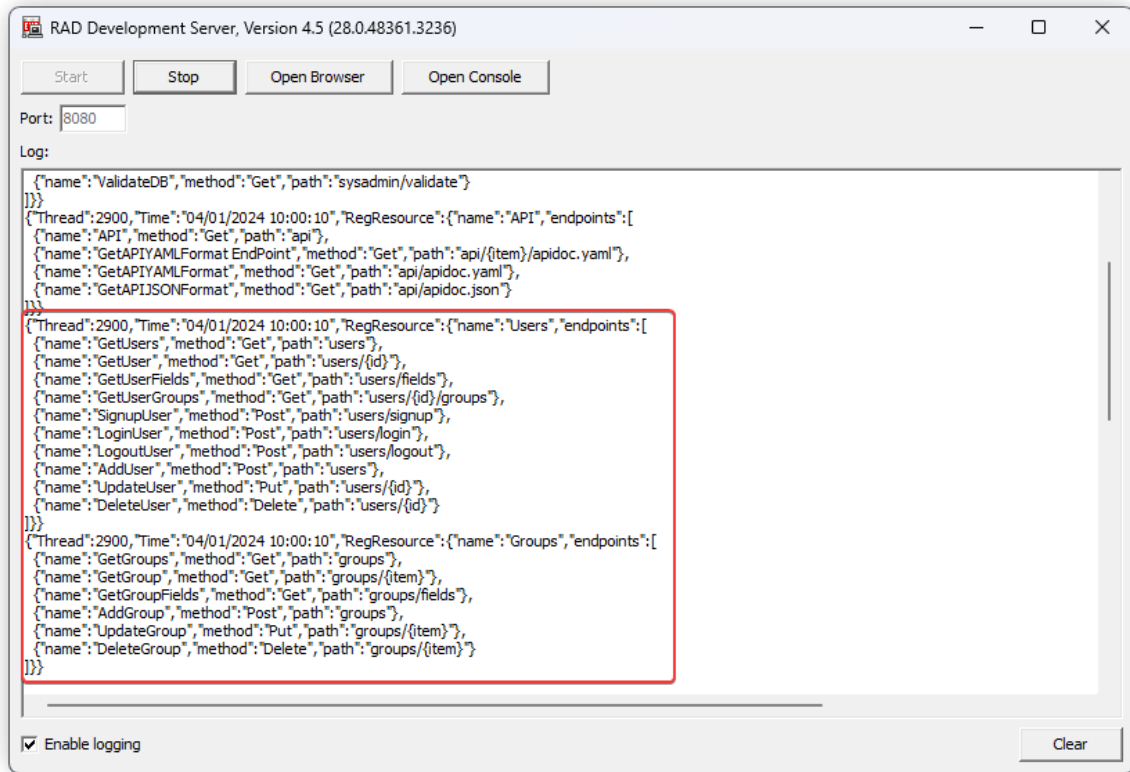 RAD Development Server, Version 4.5 (28.0.48361.3236)
Start Stop Open Browser Open Console
Port: 8080
Log:
{"name":"ValidateDB","method":"Get","path":"sysadmin/validate"}
]}}
{"Thread":2900,"Time":"04/01/2024 10:00:10","RegResource":{"name":"API","endpoints":[
{"name":"API","method":"Get","path":"api"},
{"name":"GetAPIYAMLFormat EndPoint","method":"Get","path":"api/{item}/apidoc.yaml"},
{"name":"GetAPIYAMLFormat","method":"Get","path":"api/apidoc.yaml"},
{"name":"GetAPIJSONFormat","method":"Get","path":"api/apidoc.json"}
]}}
{"Thread":2900,"Time":"04/01/2024 10:00:10","RegResource":{"name":"Users","endpoints":[
{"name":"GetUsers","method":"Get","path":"users"},
{"name":"GetUser","method":"Get","path":"users/{id}"},
{"name":"GetUserFields","method":"Get","path":"users/fields"},
{"name":"GetUserGroups","method":"Get","path":"users/{id}/groups"},
{"name":"SignupUser","method":"Post","path":"users/signup"},
{"name":"LoginUser","method":"Post","path":"users/login"},
{"name":"LogoutUser","method":"Post","path":"users/logout"},
{"name":"AddUser","method":"Post","path":"users"},
{"name":"UpdateUser","method":"Put","path":"users/{id}"},
{"name":"DeleteUser","method":"Delete","path":"users/{id}"}
]}}
{"Thread":2900,"Time":"04/01/2024 10:00:10","RegResource":{"name":"Groups","endpoints":[
{"name":"GetGroups","method":"Get","path":"groups"},
{"name":"GetGroup","method":"Get","path":"groups/{item}"},
{"name":"GetGroupFields","method":"Get","path":"groups/fields"},
{"name":"AddGroup","method":"Post","path":"groups"},
{"name":"UpdateGroup","method":"Put","path":"groups/{item}"},
{"name":"DeleteGroup","method":"Delete","path":"groups/{item}"}
]}}
Enable logging Clear